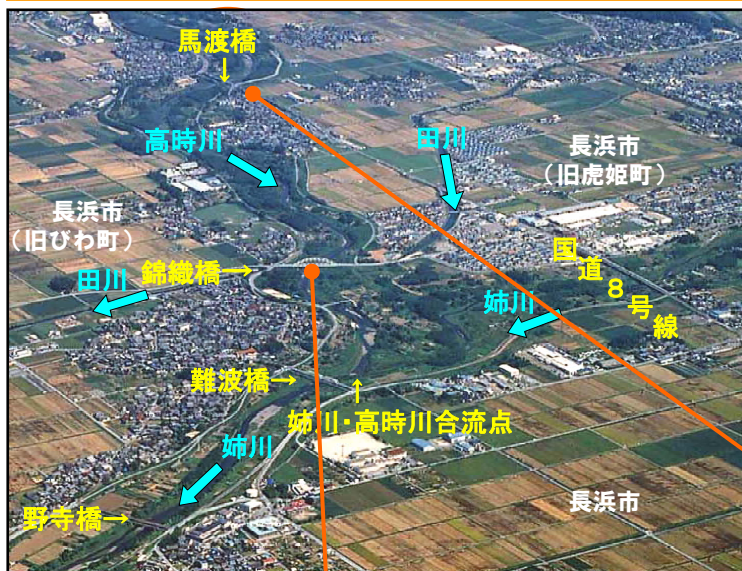 馬渡橋
↓
高時川
田川
長浜市
(旧虎姫町)
長浜市
(旧びわ町)
田川
錦織橋→
国道8号線
姉川
難波橋→
↑
姉川・高時川合流点
姉川
長浜市
野寺橋→